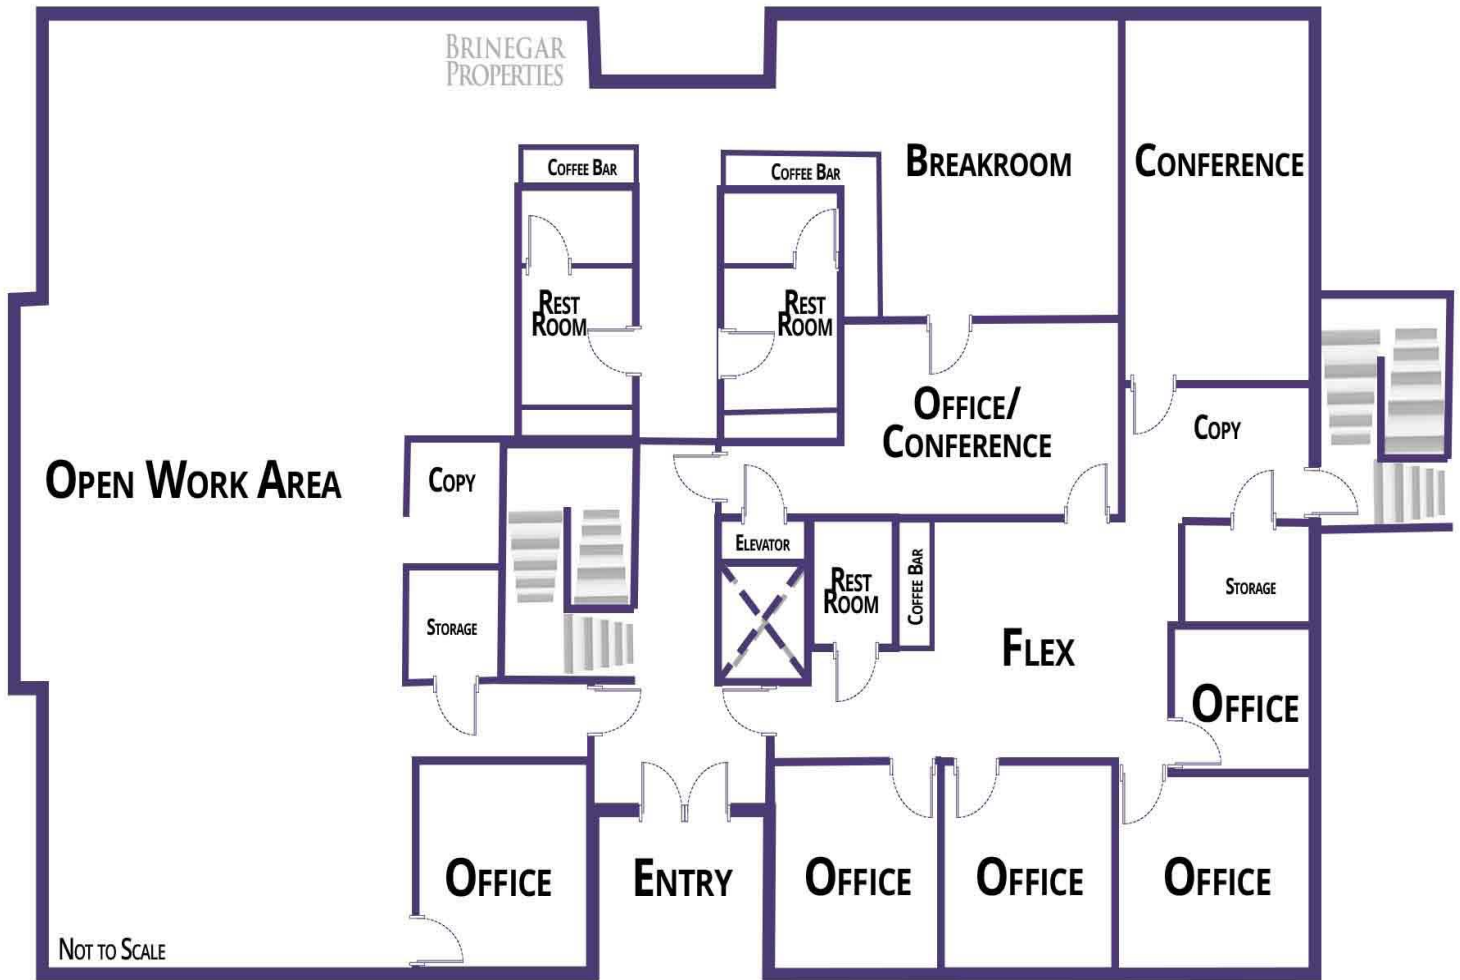 BRINEGAR
PROPERTIES
COFFEE BAR
COFFEE BAR
BREAKROOM
CONFERENCE
REST
ROOM
REST
ROOM
OFFICE/
CONFERENCE
COPY
OPEN WORK AREA
COPY
ELEVATOR
REST
ROOM
COFFEE BAR
STORAGE
STORAGE
FLEX
OFFICE
OFFICE
ENTRY
OFFICE
OFFICE
OFFICE
NOT TO SCALE